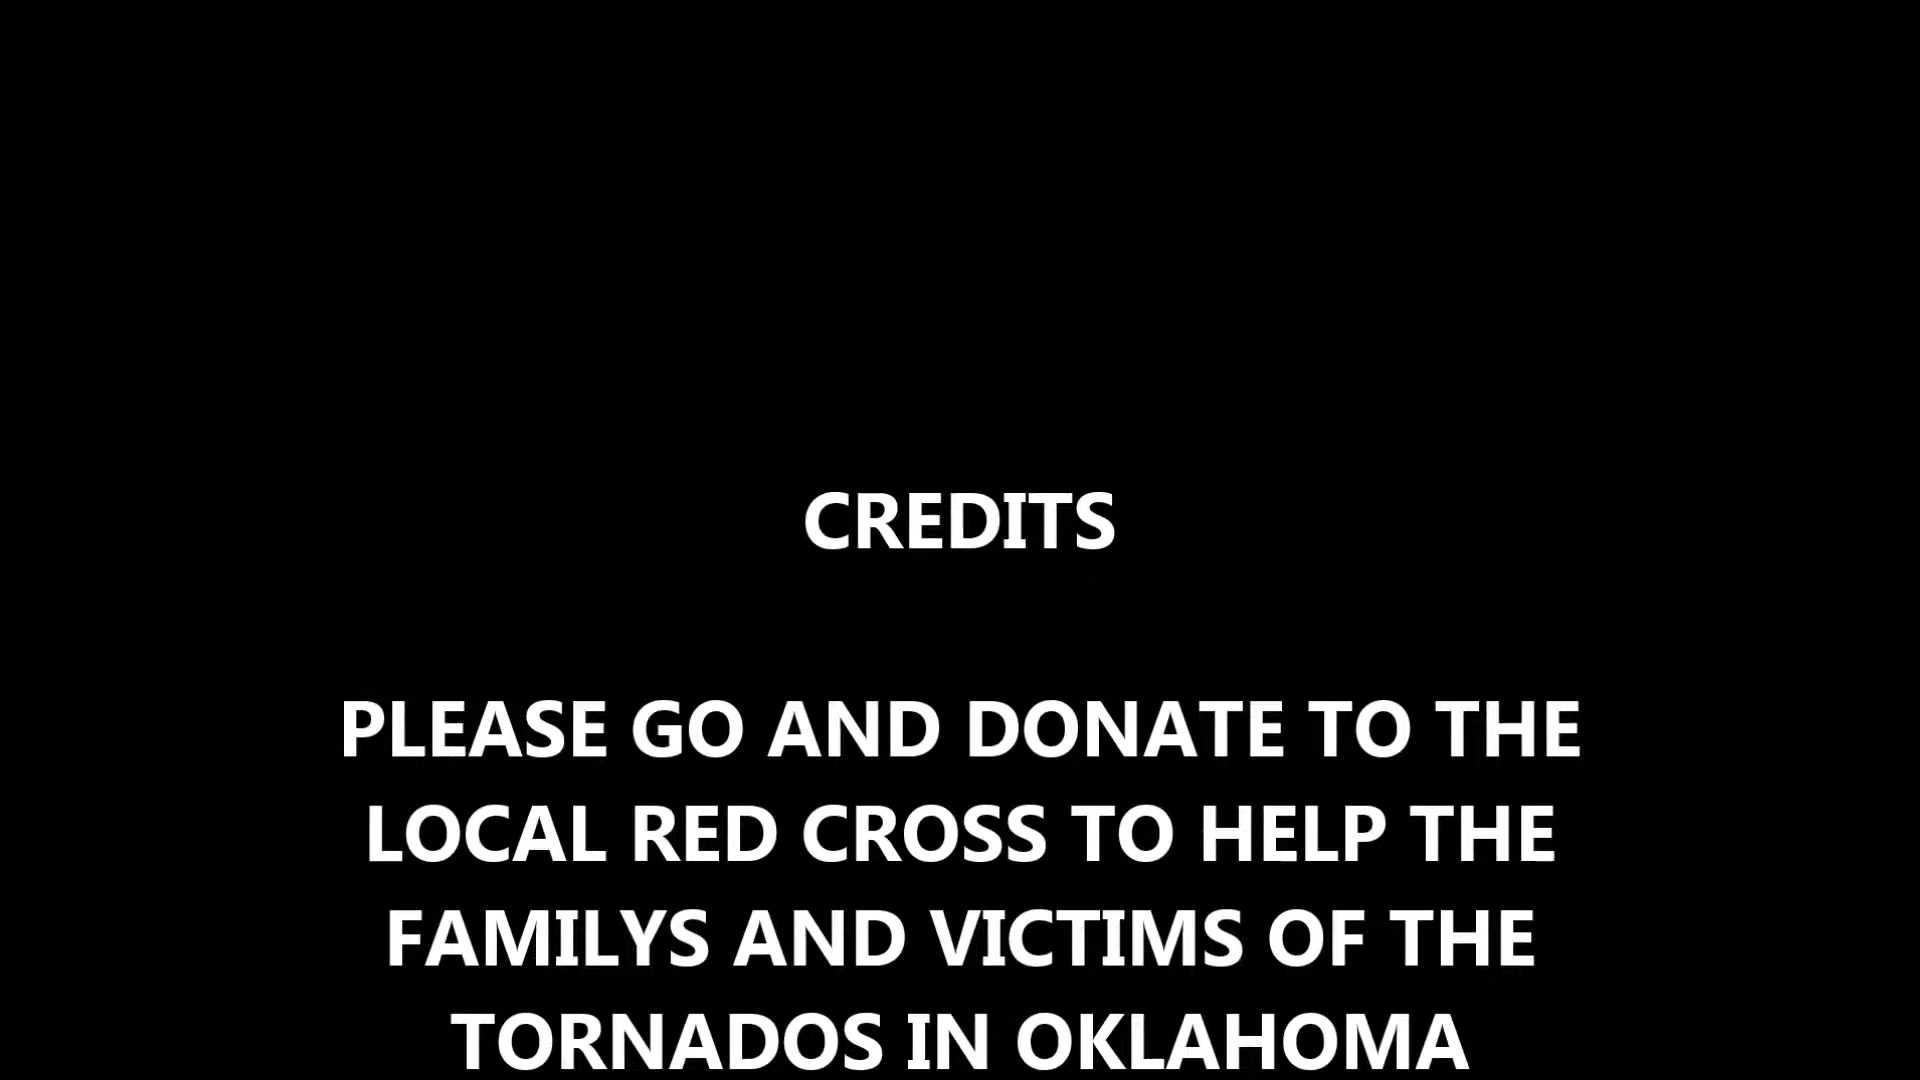 CREDITS
PLEASE GO AND DONATE TO THE
LOCAL RED CROSS TO HELP THE
FAMILYS AND VICTIMS OF THE
TORNADOS IN OKLAHOMA